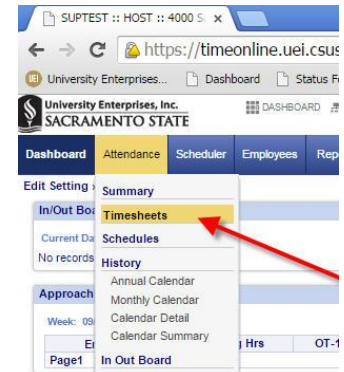 SUPTEST :: HOST :: 4000 S
https://timeonline.uei.csus
University Enterprises... Dashboard Status
University Enterprises, Inc. DASHBOARD
SACRAMENTO STATE
Dashboard Attendance Scheduler Employees Rep
Edit Setting
Summary
In/Out Boa
Timesheets
Current Da
Schedules
No records
History
Annual Calendar
Approach
Monthly Calendar
Week: 09
Calendar Detail
Calendar Summary
Hrs OT-1
Page1
In Out Board